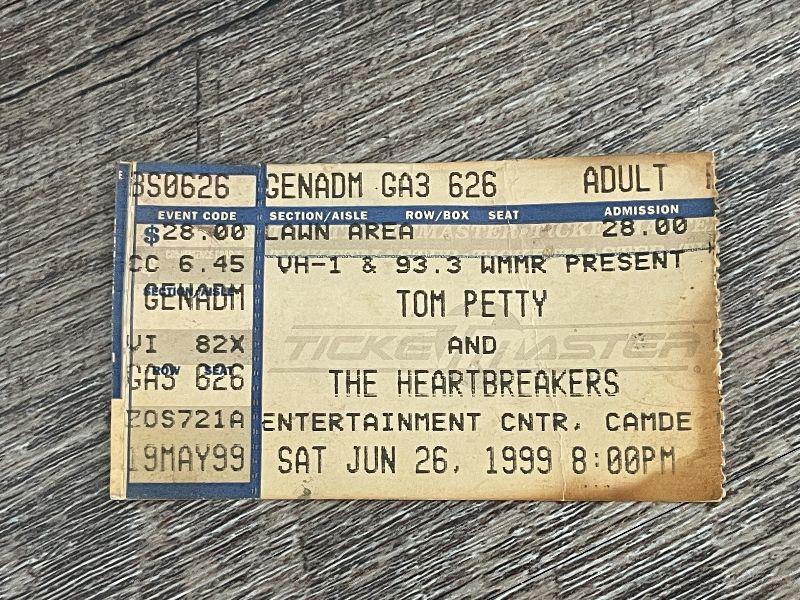 BS0626 GENADM GA3 626 ADULT
EVENT CODE SECTION/AISLE ROW/BOX SEAT ADMISSION
$28.00 LAWN AREA 28.00
CC 6.45 VH-1 & 93.3 WMMR PRESENT
SECTION/AISLE
GENADM TOM PETTY
TICKETMASTER
VI 82X AND
ROW SEAT
GA3 626 THE HEARTBREAKERS
ZOS721A ENTERTAINMENT CNTR, CAMDE
19MAY99 SAT JUN 26, 1999 8:00PM